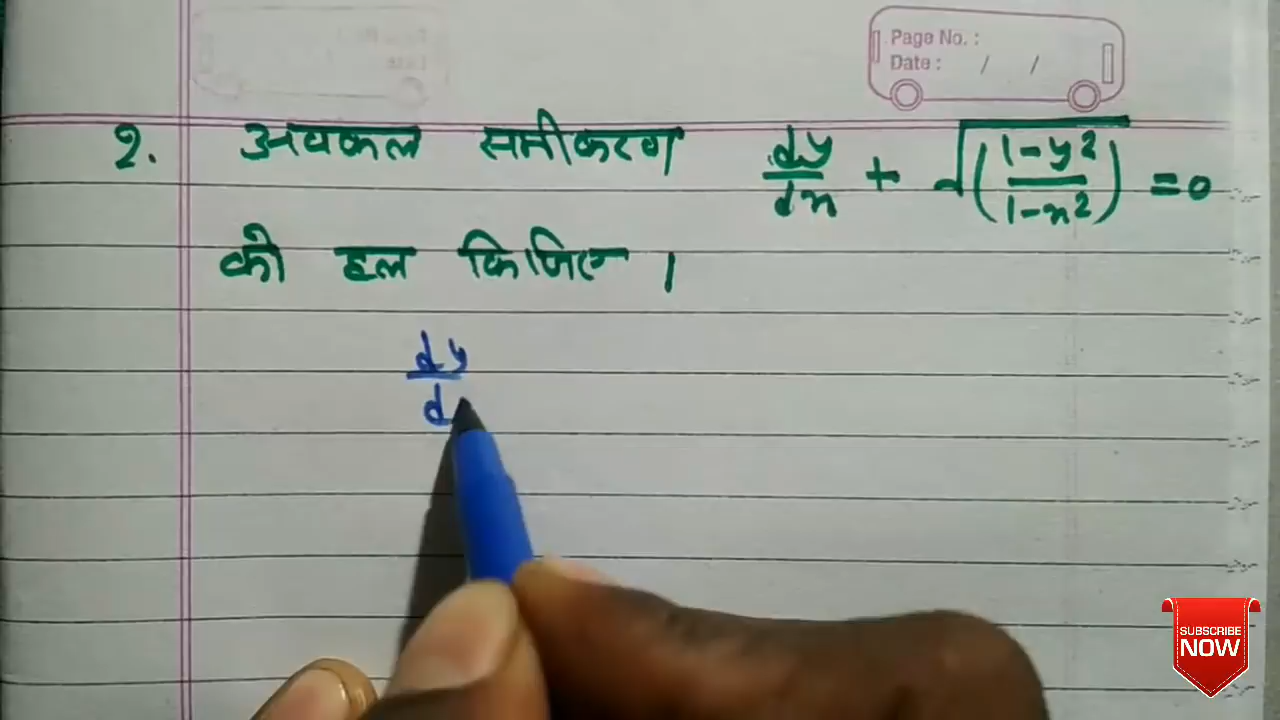 Page No. :
Date : / /
2. अवकल समीकरण dy/dx + √((1-y²)/(1-x²)) = 0
को हल किजिए ।
dy
d
SUBSCRIBE
NOW